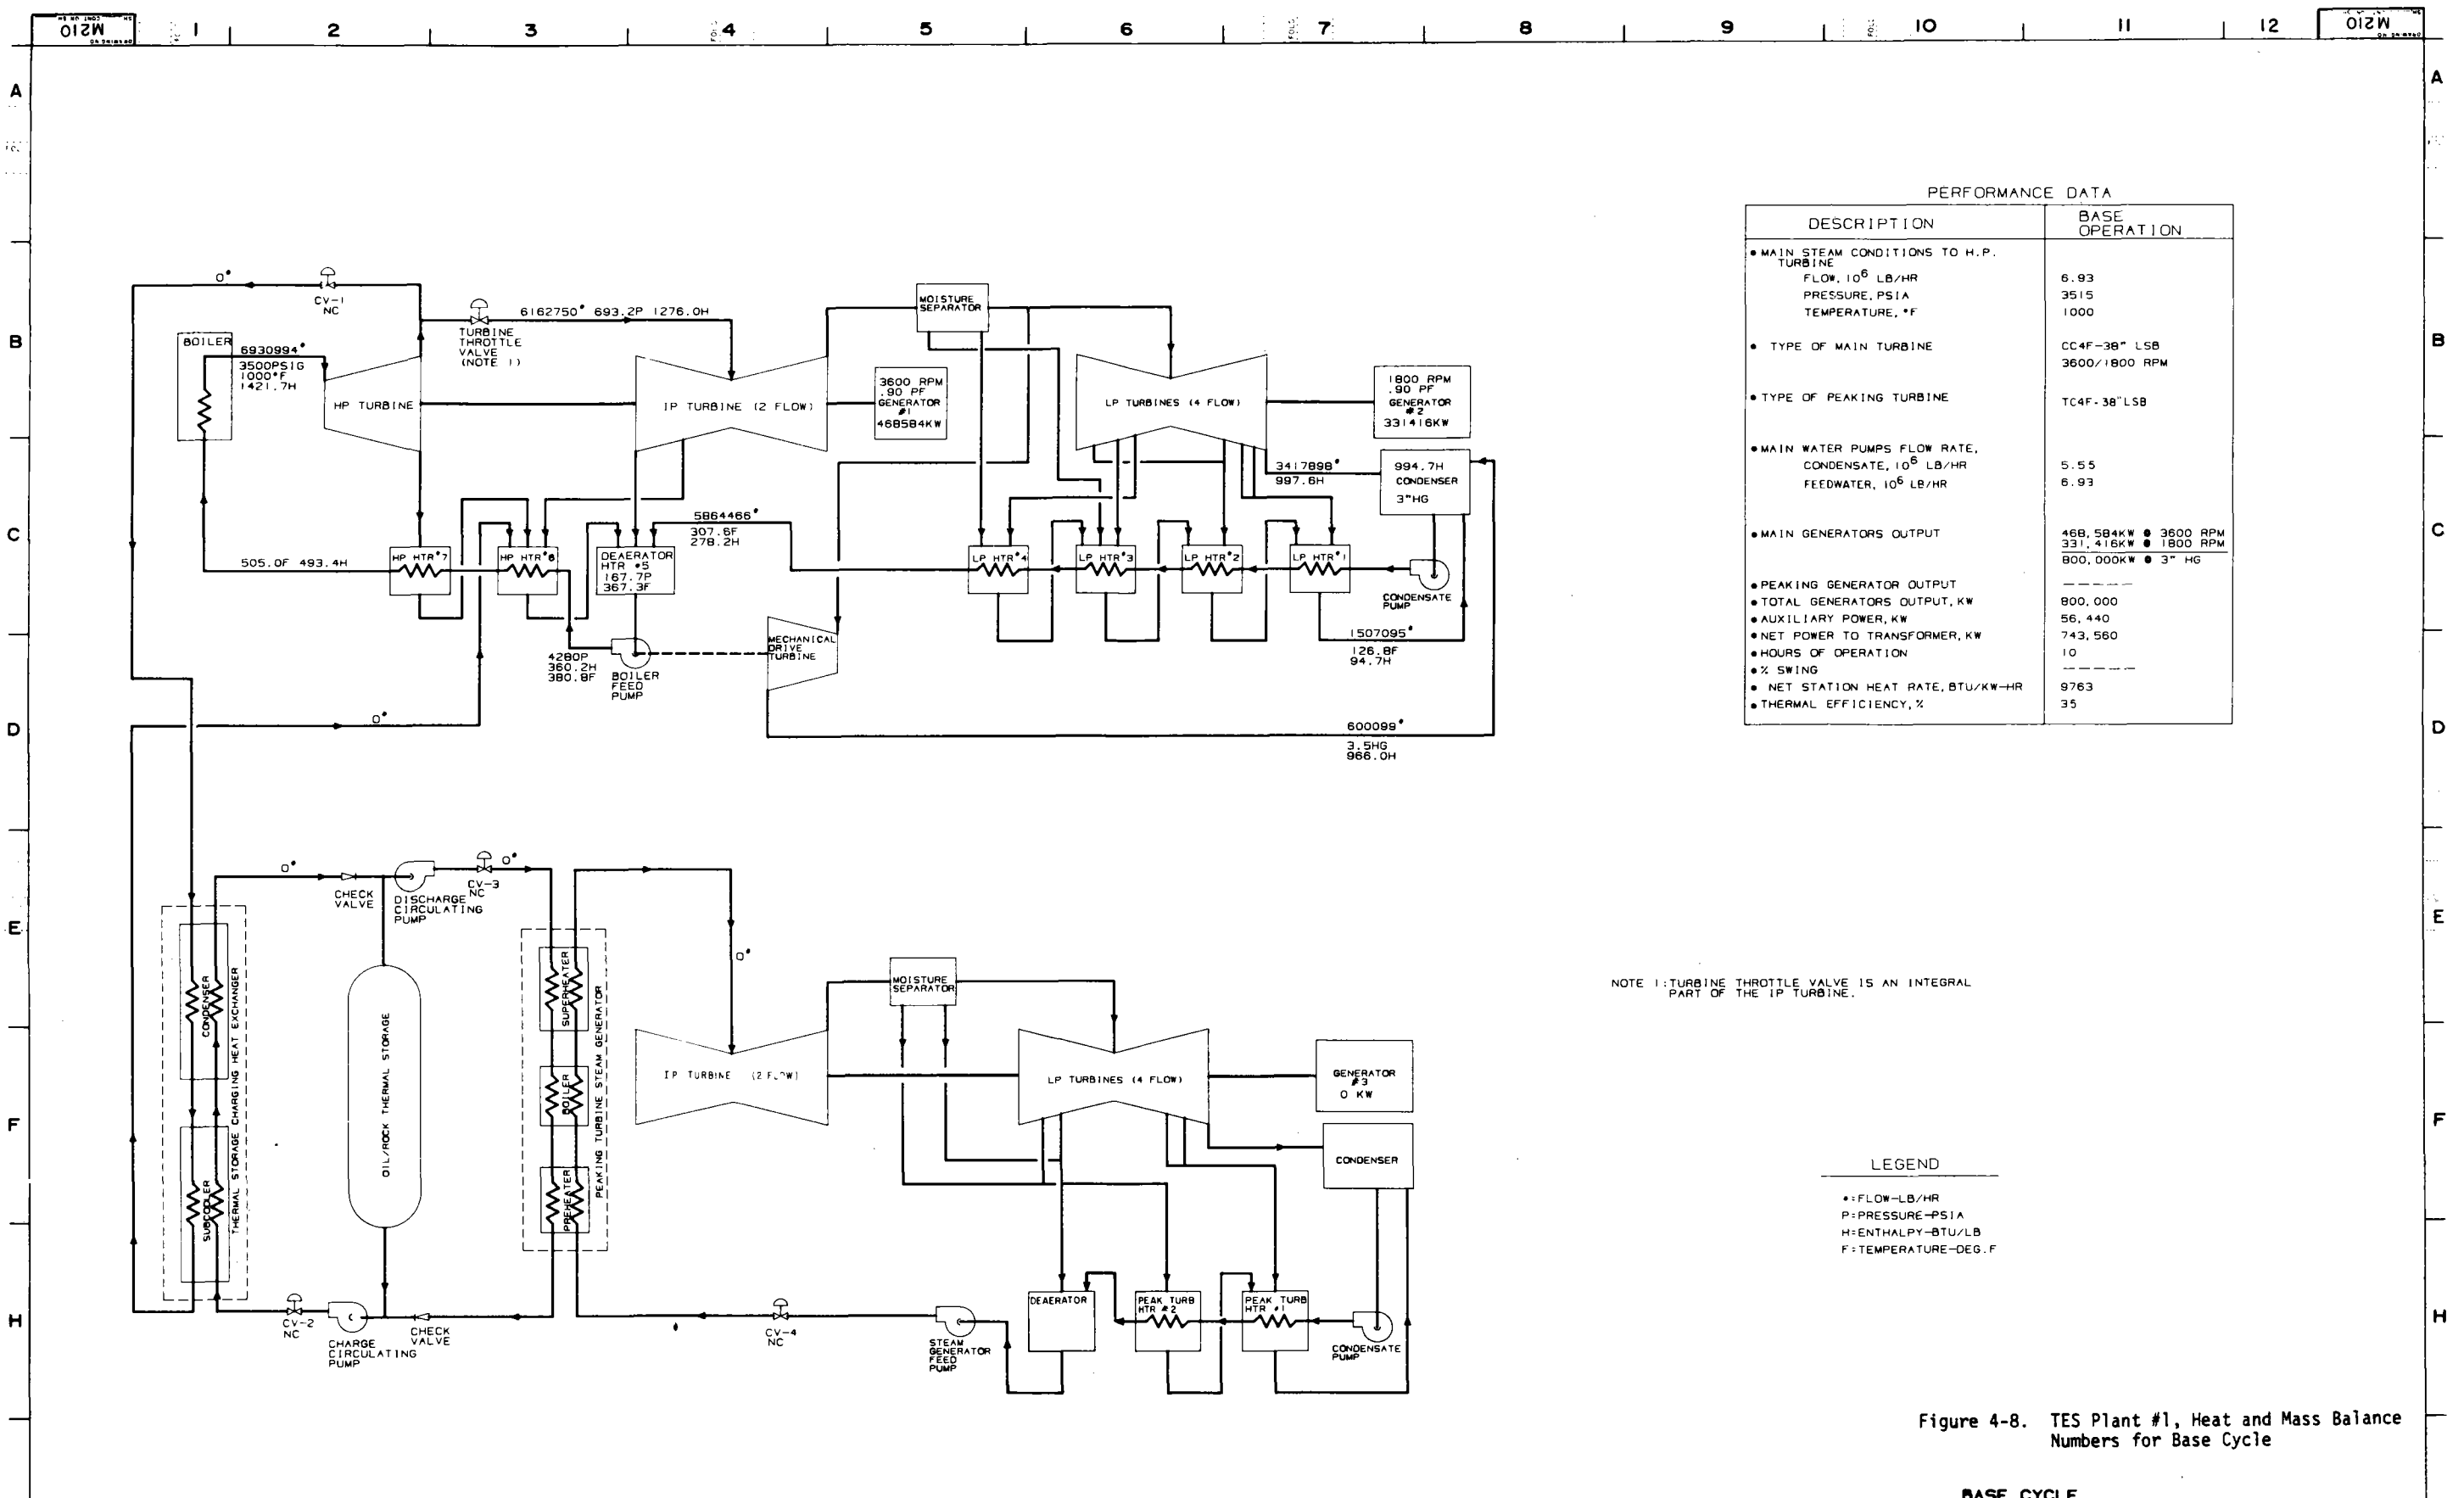 M210
DRAWING NO
1
2
3
4
5
6
7
8
9
10
11
12
M210
DRAWING NO
A
B
C
D
E
F
H
A
B
C
D
E
F
H
0#
CV-1
NC
TURBINE
THROTTLE
VALVE
(NOTE 1)
6162750# 693.2P 1276.0H
BOILER
6930994#
3500PSIG
1000°F
1421.7H
HP TURBINE
IP TURBINE (2 FLOW)
3600 RPM
.90 PF
GENERATOR
#1
468584KW
MOISTURE
SEPARATOR
LP TURBINES (4 FLOW)
1800 RPM
.90 PF
GENERATOR
#2
331416KW
3417898#
997.6H
994.7H
CONDENSER
3"HG
505.0F 493.4H
HP HTR#7
HP HTR#6
DEAERATOR
HTR #5
167.7P
367.3F
5864466#
307.6F
278.2H
LP HTR#4
LP HTR#3
LP HTR#2
LP HTR#1
CONDENSATE
PUMP
4280P
360.2H
380.8F
BOILER
FEED
PUMP
MECHANICAL
DRIVE
TURBINE
1507095#
126.8F
94.7H
0#
600099#
3.5HG
966.0H
PERFORMANCE DATA
DESCRIPTION
BASE
OPERATION
• MAIN STEAM CONDITIONS TO H.P.
TURBINE
FLOW, 10⁶ LB/HR 6.93
PRESSURE, PSIA 3515
TEMPERATURE, °F 1000
• TYPE OF MAIN TURBINE CC4F-38" LSB
3600/1800 RPM
• TYPE OF PEAKING TURBINE TC4F-38"LSB
• MAIN WATER PUMPS FLOW RATE,
CONDENSATE, 10⁶ LB/HR 5.55
FEEDWATER, 10⁶ LB/HR 6.93
• MAIN GENERATORS OUTPUT 468,584KW @ 3600 RPM
331,416KW @ 1800 RPM
800,000KW @ 3" HG
• PEAKING GENERATOR OUTPUT -----
• TOTAL GENERATORS OUTPUT, KW 800,000
• AUXILIARY POWER, KW 56,440
• NET POWER TO TRANSFORMER, KW 743,560
• HOURS OF OPERATION 10
• % SWING -----
• NET STATION HEAT RATE, BTU/KW-HR 9763
• THERMAL EFFICIENCY, % 35
0#
CHECK
VALVE
DISCHARGE
CIRCULATING
PUMP
CV-3
NC
0#
CONDENSER
SUBCOOLER
THERMAL STORAGE CHARGING HEAT EXCHANGER
OIL/ROCK THERMAL STORAGE
SUPERHEATER
BOILER
PREHEATER
PEAKING TURBINE STEAM GENERATOR
0#
MOISTURE
SEPARATOR
IP TURBINE (2 FLOW)
LP TURBINES (4 FLOW)
GENERATOR
#3
0 KW
CONDENSER
CV-2
NC
CHARGE
CIRCULATING
PUMP
CHECK
VALVE
CV-4
NC
STEAM
GENERATOR
FEED
PUMP
DEAERATOR
PEAK TURB
HTR #2
PEAK TURB
HTR #1
CONDENSATE
PUMP
NOTE 1: TURBINE THROTTLE VALVE IS AN INTEGRAL
PART OF THE IP TURBINE.
LEGEND
#=FLOW-LB/HR
P=PRESSURE-PSIA
H=ENTHALPY-BTU/LB
F=TEMPERATURE-DEG.F
Figure 4-8. TES Plant #1, Heat and Mass Balance
Numbers for Base Cycle
BASE CYCLE